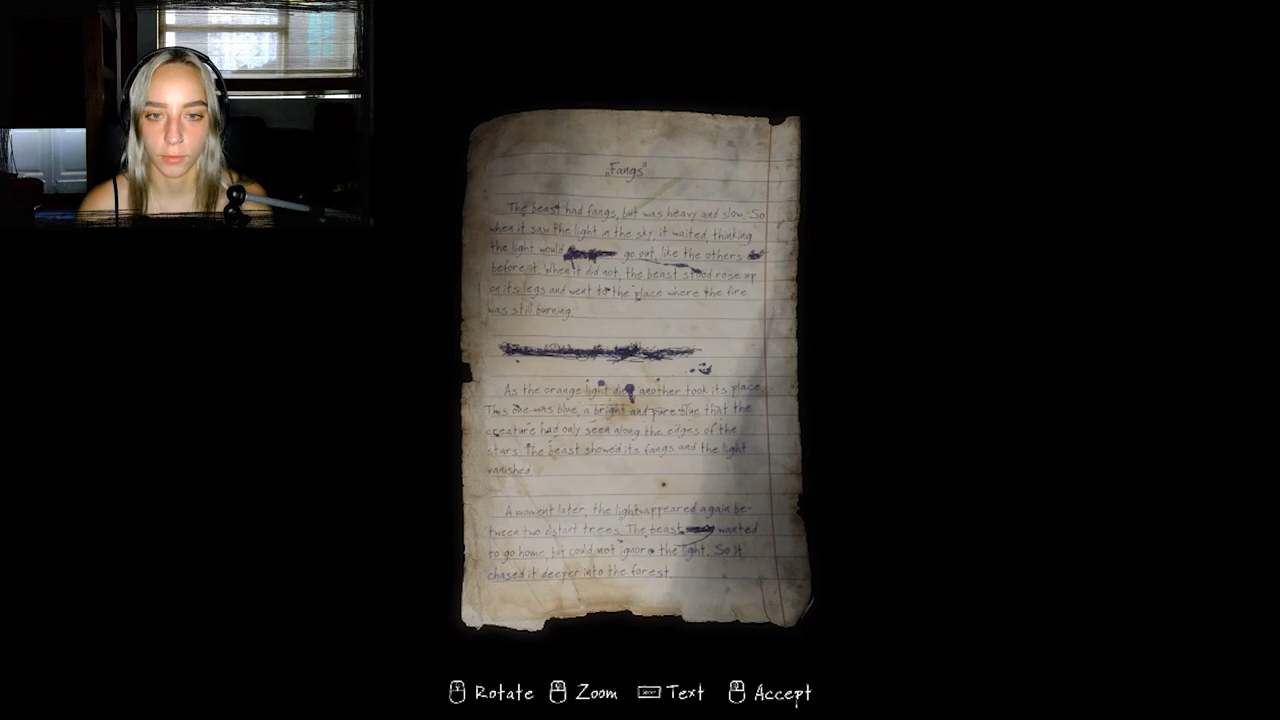 „Fangs"
The beast had fangs, but was heavy and slow. So
when it saw the light in the sky, it waited, thinking
the light would go out like the others
before it. When it did not, the beast stood rose up
on its legs and went to the place where the fire
was still burning.
As the orange light died another took its place.
This one was blue, a bright and pure blue that the
creature had only seen along the edges of the
stars. The beast showed its fangs and the light
vanished.
A moment later, the light appeared again be-
tween two distant trees. The beast wanted
to go home, but could not ignore the light. So it
chased it deeper into the forest.
Rotate Zoom Text Accept